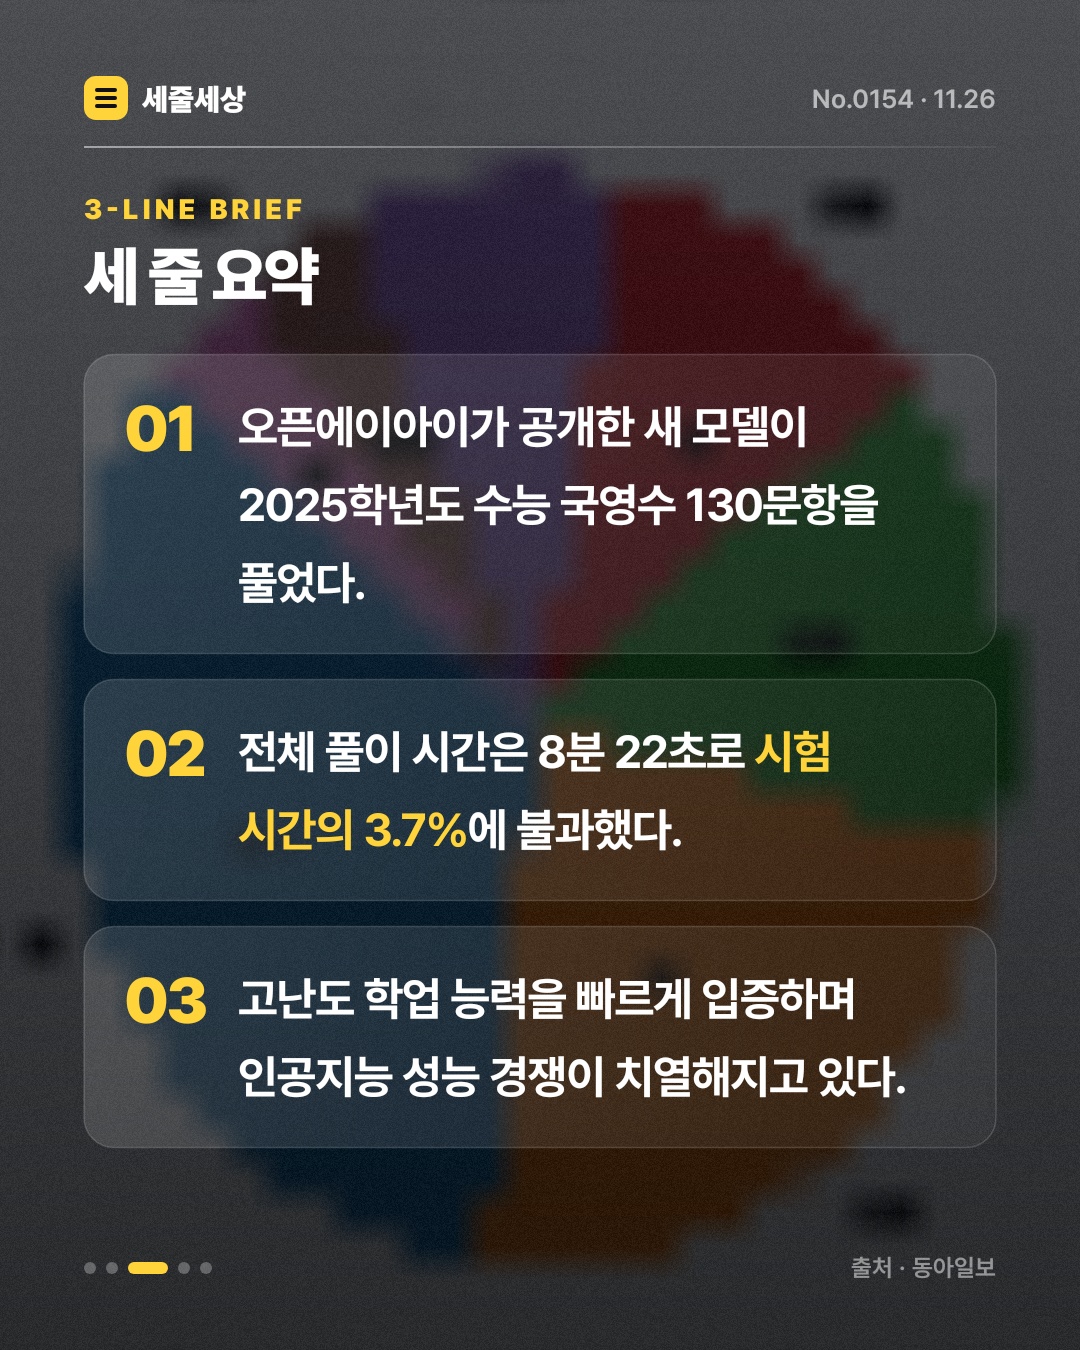 세줄세상
No.0154 · 11.26
3-LINE BRIEF
세 줄 요약
01
오픈에이아이가 공개한 새 모델이
2025학년도 수능 국영수 130문항을
풀었다.
02
전체 풀이 시간은 8분 22초로 시험
시간의 3.7%에 불과했다.
03
고난도 학업 능력을 빠르게 입증하며
인공지능 성능 경쟁이 치열해지고 있다.
출처 · 동아일보